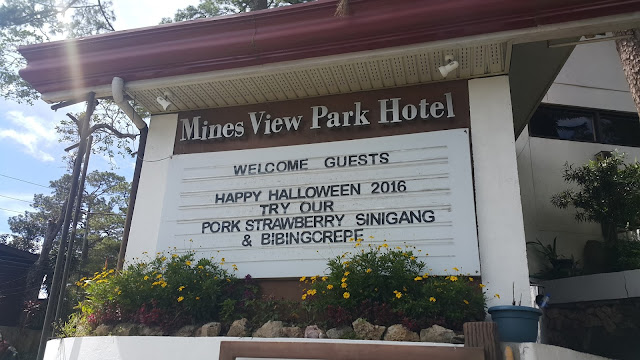 Mines View Park Hotel
WELCOME GUESTS
HAPPY HALLOWEEN 2016
TRY OUR
PORK STRAWBERRY SINIGANG
& BiBINGCREPE